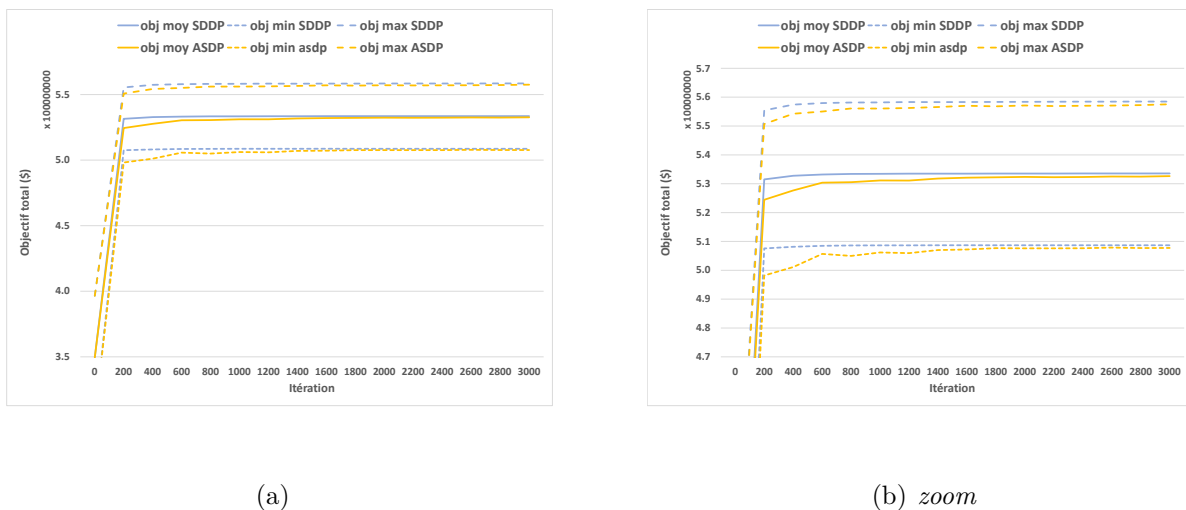 obj moy SDDP obj min SDDP obj max SDDP
obj moy ASDP obj min asdp obj max ASDP
x 100000000
Objectif total ($)
5.5
5.0
4.5
4.0
3.5
0 200 400 600 800 1000 1200 1400 1600 1800 2000 2200 2400 2600 2800 3000
Itération
(a)
obj moy SDDP obj min SDDP obj max SDDP
obj moy ASDP obj min asdp obj max ASDP
x 100000000
Objectif total ($)
5.7
5.6
5.5
5.4
5.3
5.2
5.1
5.0
4.9
4.8
4.7
0 200 400 600 800 1000 1200 1400 1600 1800 2000 2200 2400 2600 2800 3000
Itération
(b) zoom